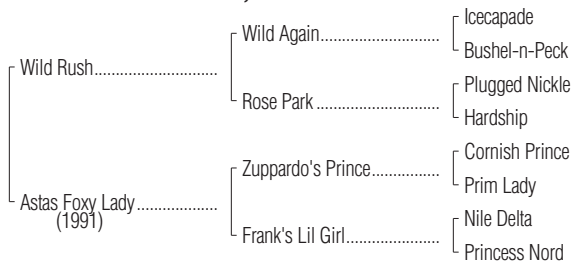 Icecapade
Wild Again
Bushel-n-Peck
Wild Rush
Plugged Nickle
Rose Park
Hardship
Cornish Prince
Zuppardo's Prince
Prim Lady
Astas Foxy Lady
(1991)
Nile Delta
Frank's Lil Girl
Princess Nord